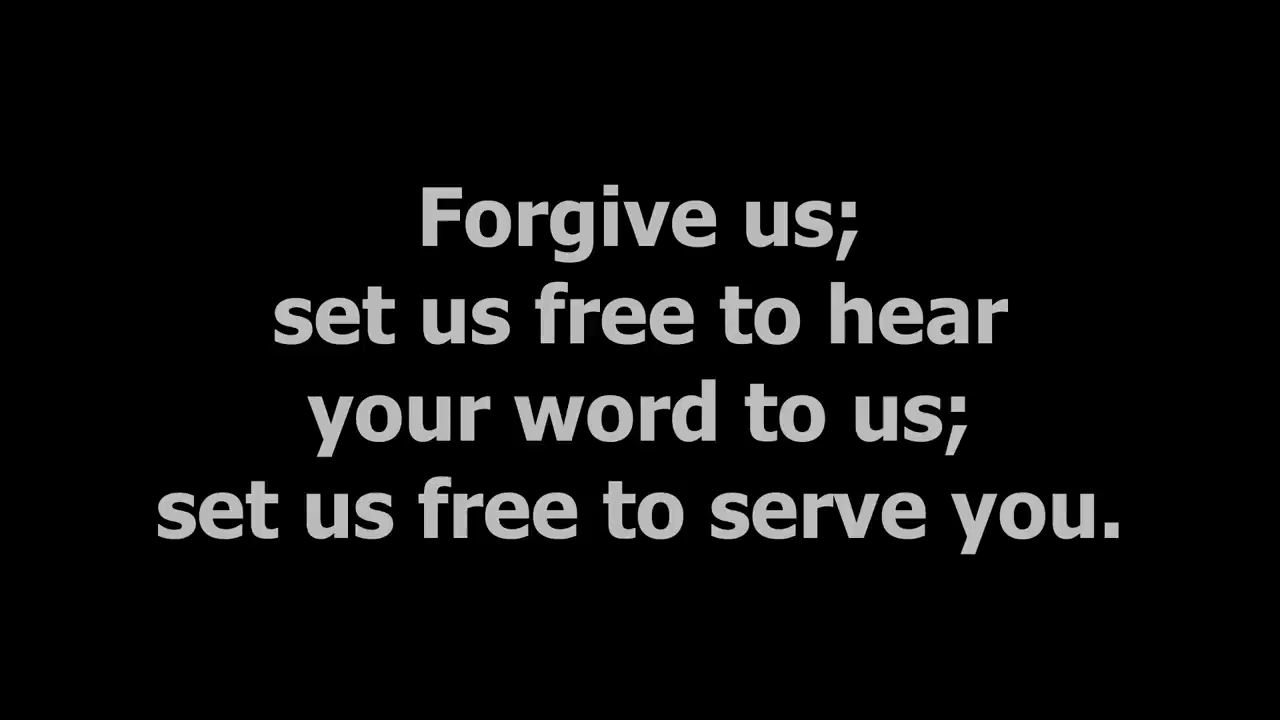 Forgive us;
set us free to hear
your word to us;
set us free to serve you.